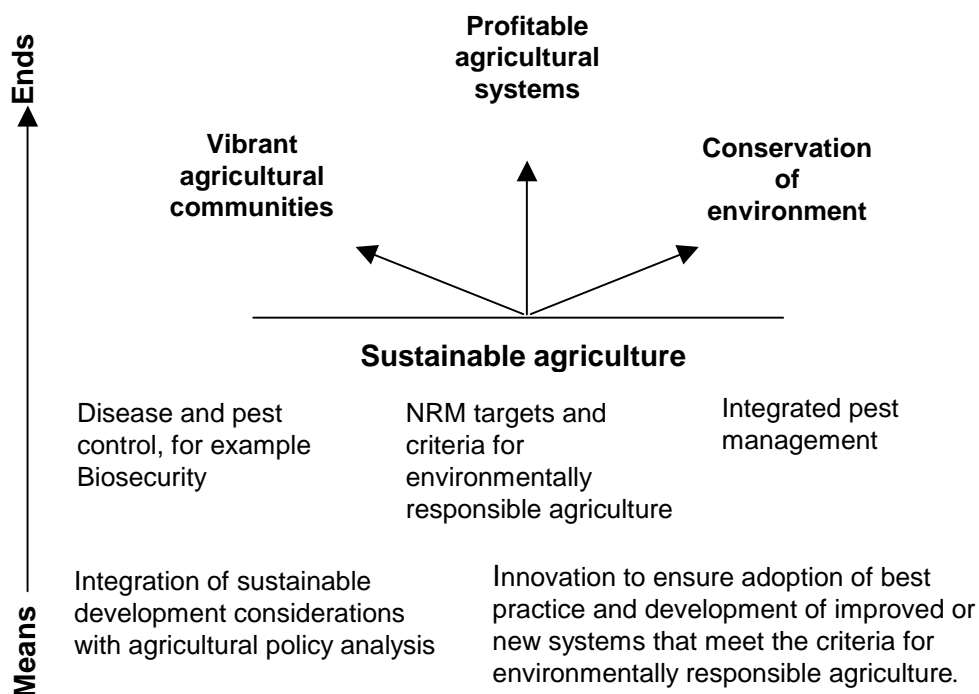 Profitable
agricultural
systems
Ends
Vibrant
agricultural
communities
Conservation
of
environment
Sustainable agriculture
Disease and pest
control, for example
Biosecurity
NRM targets and
criteria for
environmentally
responsible agriculture
Integrated pest
management
Integration of sustainable
development considerations
with agricultural policy analysis
Innovation to ensure adoption of best
practice and development of improved or
new systems that meet the criteria for
environmentally responsible agriculture.
Means